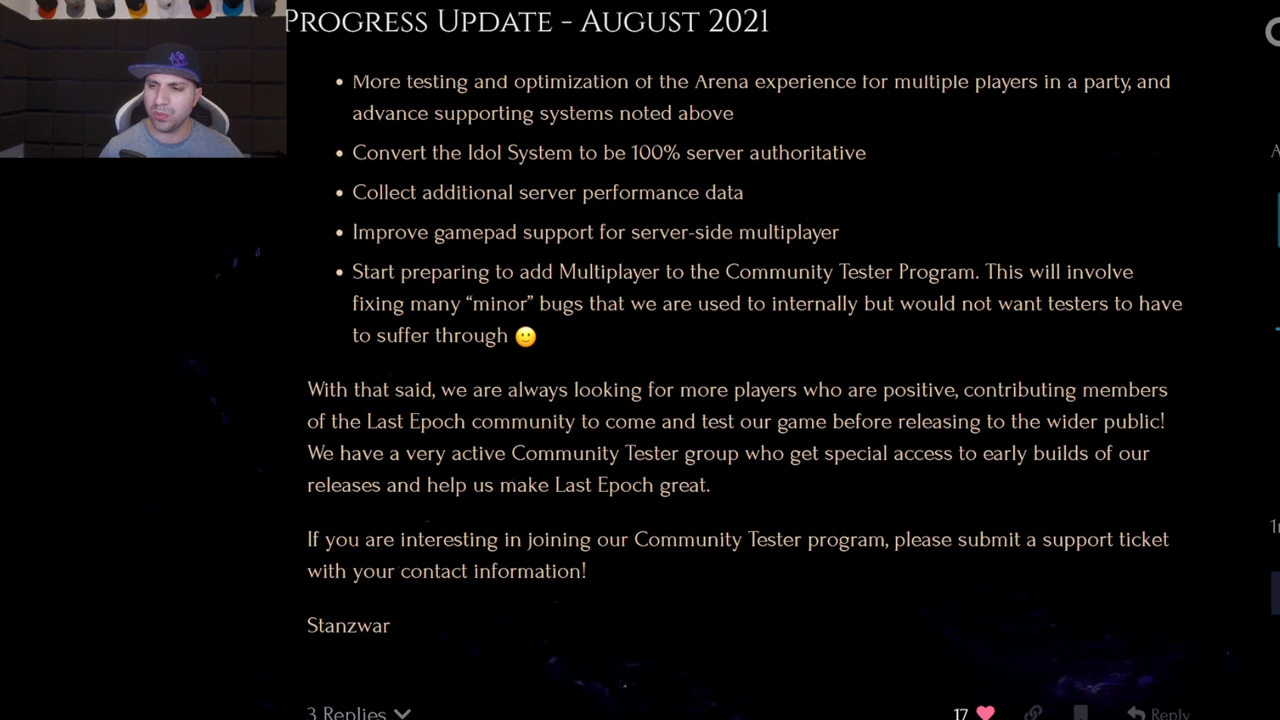 PROGRESS UPDATE - AUGUST 2021
• More testing and optimization of the Arena experience for multiple players in a party, and
advance supporting systems noted above
• Convert the Idol System to be 100% server authoritative
• Collect additional server performance data
• Improve gamepad support for server-side multiplayer
• Start preparing to add Multiplayer to the Community Tester Program. This will involve
fixing many “minor” bugs that we are used to internally but would not want testers to have
to suffer through 🙂
With that said, we are always looking for more players who are positive, contributing members
of the Last Epoch community to come and test our game before releasing to the wider public!
We have a very active Community Tester group who get special access to early builds of our
releases and help us make Last Epoch great.
If you are interesting in joining our Community Tester program, please submit a support ticket
with your contact information!
Stanzwar
3 Replies
17
Reply